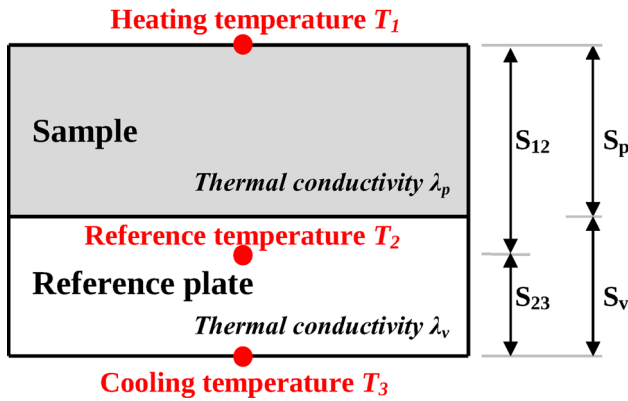 Heating temperature T1
Sample
S12
Sp
Thermal conductivity λp
Reference temperature T2
Reference plate
S23
Sv
Thermal conductivity λv
Cooling temperature T3